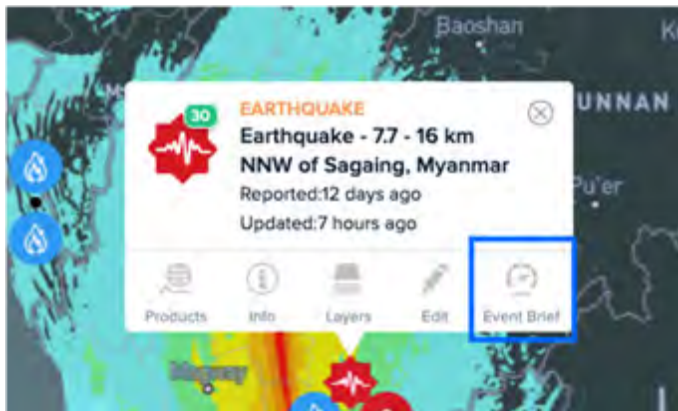 Baoshan
30
EARTHQUAKE
Earthquake - 7.7 - 16 km
NNW of Sagaing, Myanmar
Reported:12 days ago
Updated:7 hours ago
UNNAN
Pu'er
Products
Info
Layers
Edit
Event Brief
Magway